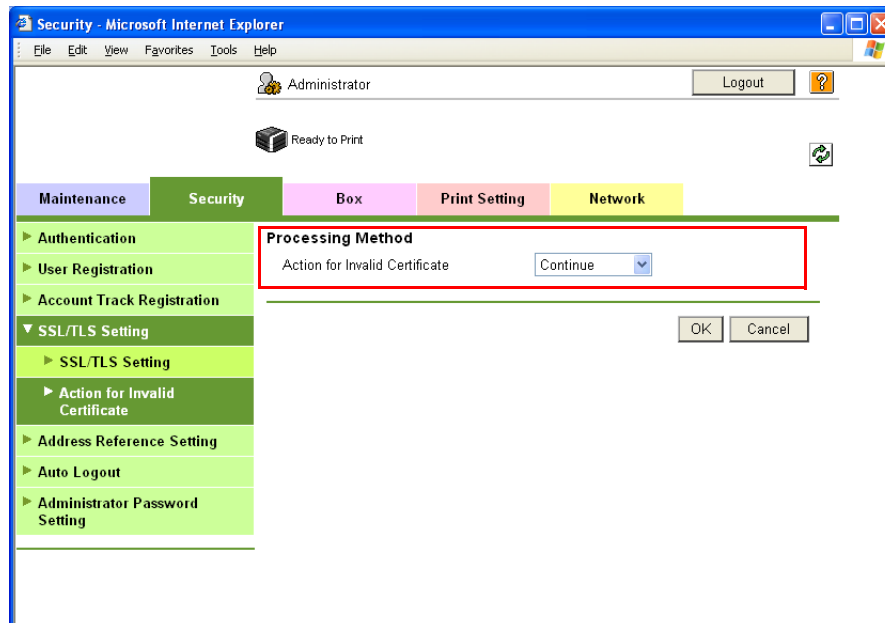 Security - Microsoft Internet Explorer
File Edit View Favorites Tools Help
Administrator
Logout
?
Ready to Print
Maintenance Security Box Print Setting Network
Authentication
User Registration
Account Track Registration
SSL/TLS Setting
SSL/TLS Setting
Action for Invalid
Certificate
Address Reference Setting
Auto Logout
Administrator Password
Setting
Processing Method
Action for Invalid Certificate Continue
OK Cancel